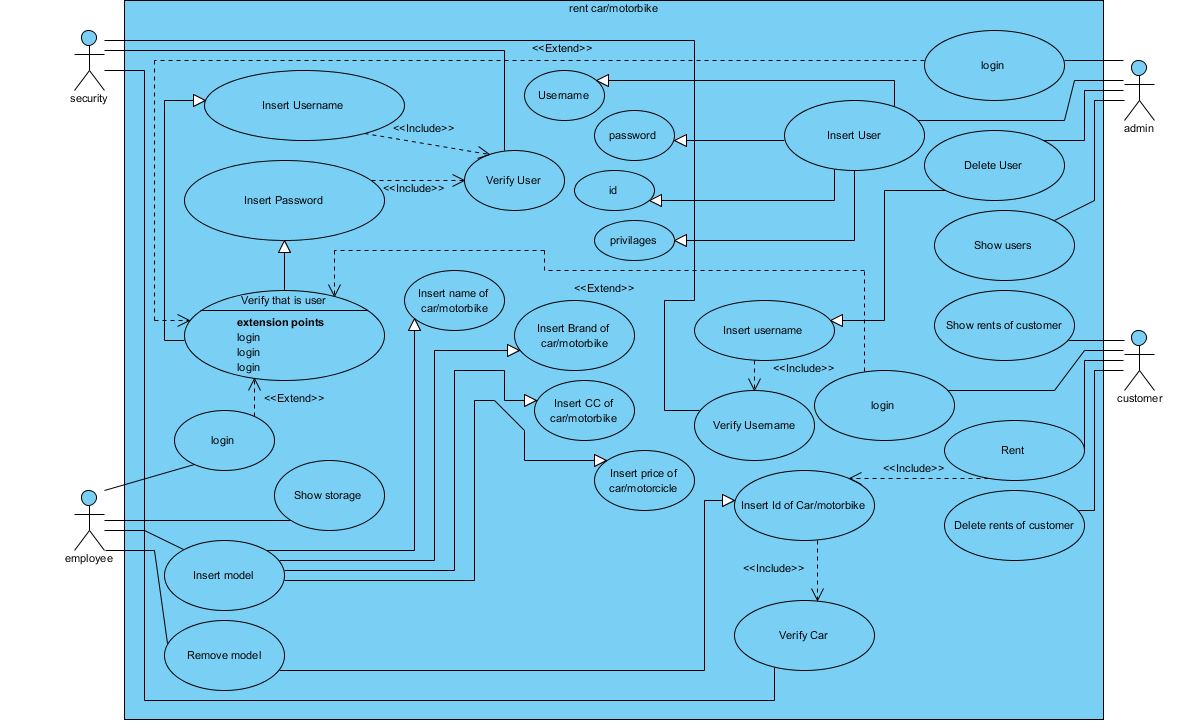 rent car/motorbike
security
<<Extend>>
login
admin
Insert Username
Username
<<Include>>
password
Insert User
Delete User
Insert Password
<<Include>>
Verify User
id
privilages
Show users
Verify that is user
extension points
login
login
login
Insert name of
car/motorbike
<<Extend>>
Insert Brand of
car/motorbike
Insert username
Show rents of customer
customer
<<Include>>
<<Extend>>
Insert CC of
car/motorbike
Verify Username
login
login
Rent
Insert price of
car/motorcicle
<<Include>>
Show storage
Insert Id of Car/motorbike
Delete rents of customer
employee
Insert model
<<Include>>
Verify Car
Remove model